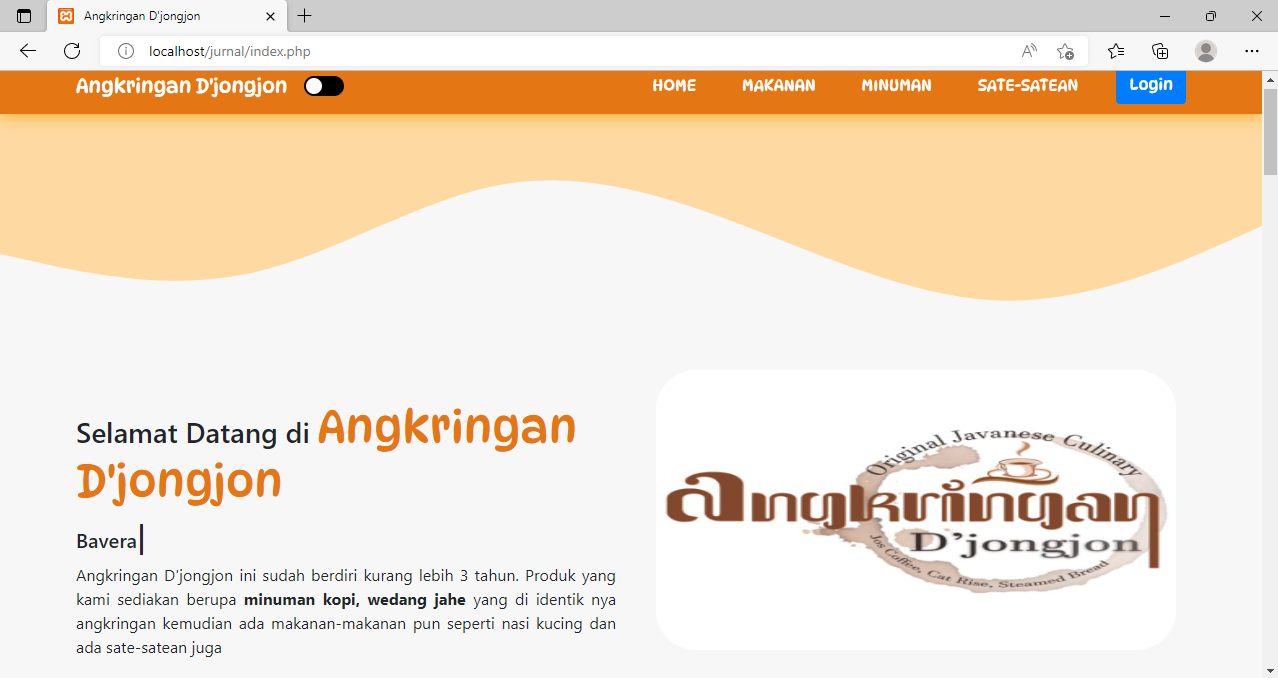 Angkringan D'jongjon
localhost/jurnal/index.php
Angkringan D'jongjon
HOME
MAKANAN
MINUMAN
SATE-SATEAN
Login
Selamat Datang di Angkringan
D'jongjon
Bavera
Angkringan D'jongjon ini sudah berdiri kurang lebih 3 tahun. Produk yang
kami sediakan berupa minuman kopi, wedang jahe yang di identik nya
angkringan kemudian ada makanan-makanan pun seperti nasi kucing dan
ada sate-satean juga
Original Javanese Culinary
angkringan
D'jongjon
Jos Coffee, Cat Rise, Steamed Bread